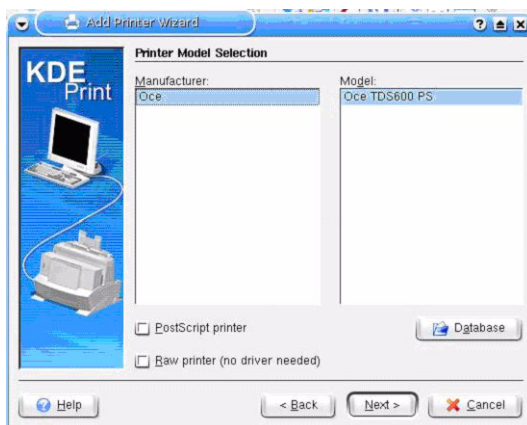 Add Printer Wizard
Printer Model Selection
KDE
Print
Manufacturer:
Model:
Oce
Oce TDS600 PS
PostScript printer
Database
Raw printer (no driver needed)
Help
< Back
Next >
Cancel